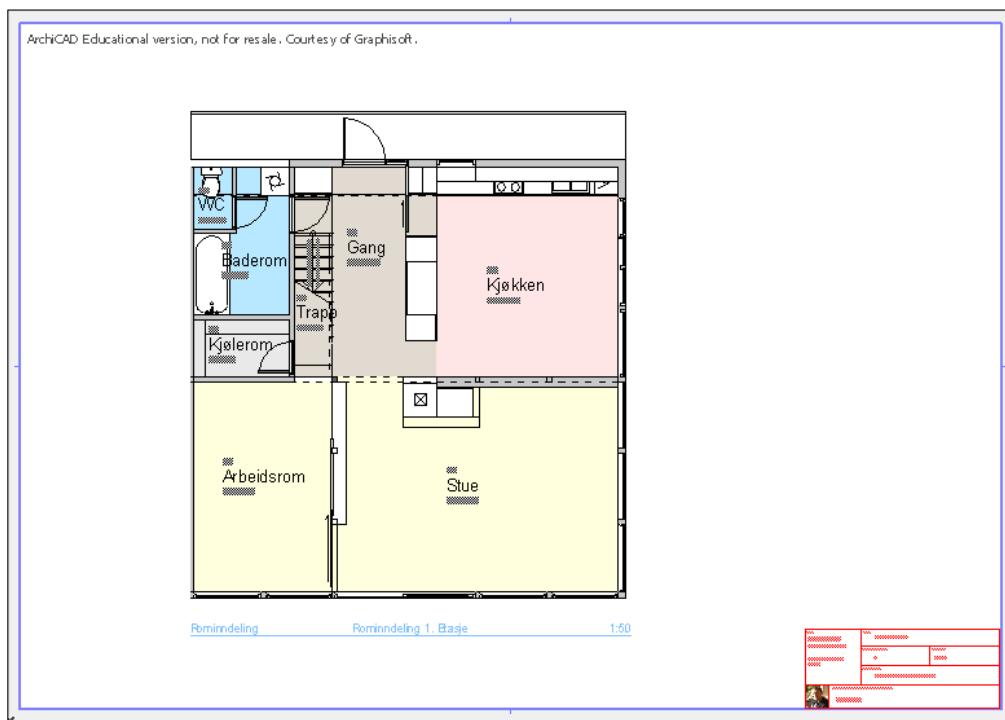 ArchiCAD Educational version, not for resale. Courtesy of Graphisoft.
WC
Gang
Baderom
Kjøkken
Trapp
Kjølerom
Arbeidsrom
Stue
Rominndeling Rominndeling 1. Etasje 1:50